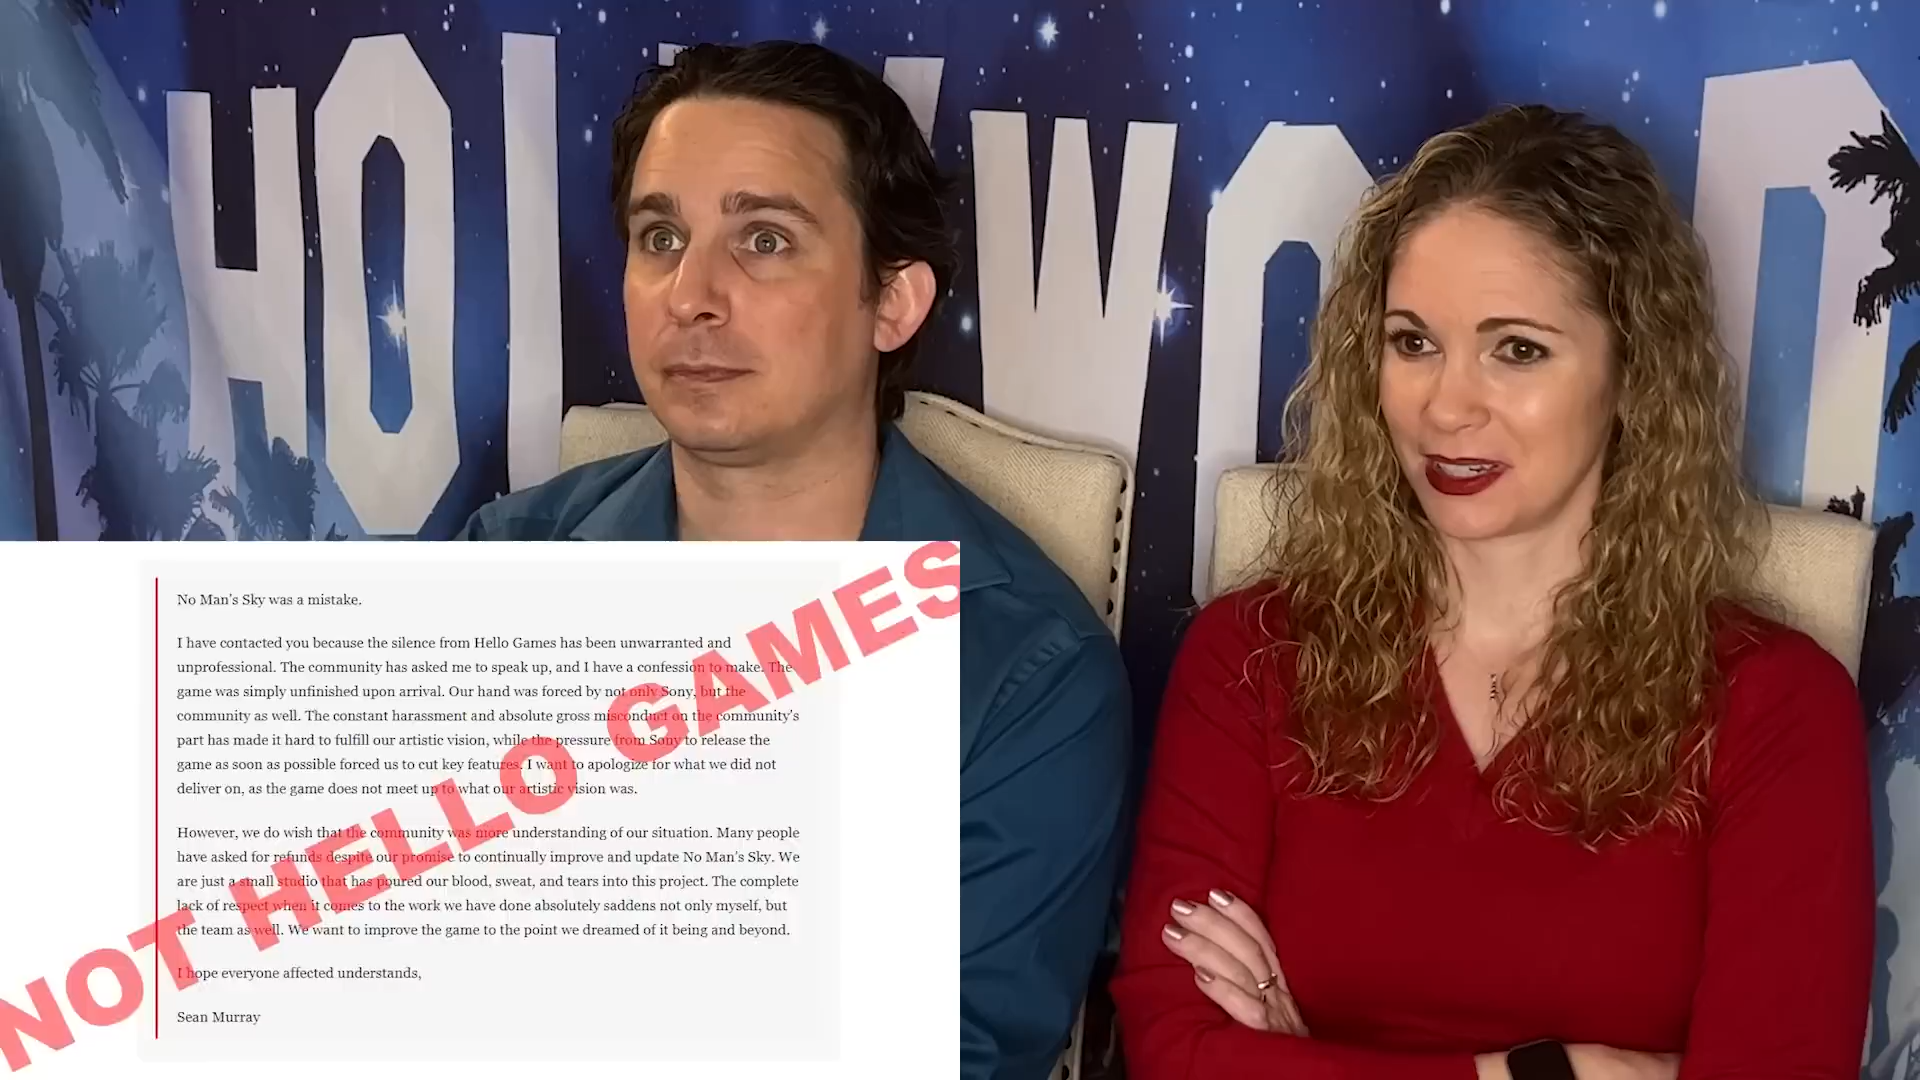 HOLLYWOOD
No Man's Sky was a mistake.
I have contacted you because the silence from Hello Games has been unwarranted and
unprofessional. The community has asked me to speak up, and I have a confession to make. The
game was simply unfinished upon arrival. Our hand was forced by not only Sony, but the
community as well. The constant harassment and absolute gross misconduct on the community's
part has made it hard to fulfill our artistic vision, while the pressure from Sony to release the
game as soon as possible forced us to cut key features. I want to apologize for what we did not
deliver on, as the game does not meet up to what our artistic vision was.
However, we do wish that the community was more understanding of our situation. Many people
have asked for refunds despite our promise to continually improve and update No Man's Sky. We
are just a small studio that has poured our blood, sweat, and tears into this project. The complete
lack of respect when it comes to the work we have done absolutely saddens not only myself, but
the team as well. We want to improve the game to the point we dreamed of it being and beyond.
I hope everyone affected understands,
Sean Murray
NOT HELLO GAMES